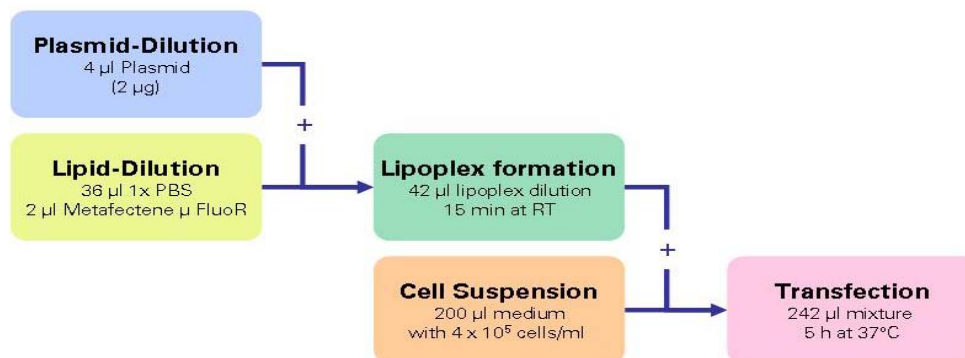 Plasmid-Dilution
4 µl Plasmid
(2 µg)
+
Lipid-Dilution
36 µl 1x PBS
2 µl Metafectene µ FluoR
Lipoplex formation
42 µl lipoplex dilution
15 min at RT
+
Cell Suspension
200 µl medium
with 4 x 10⁵ cells/ml
Transfection
242 µl mixture
5 h at 37°C